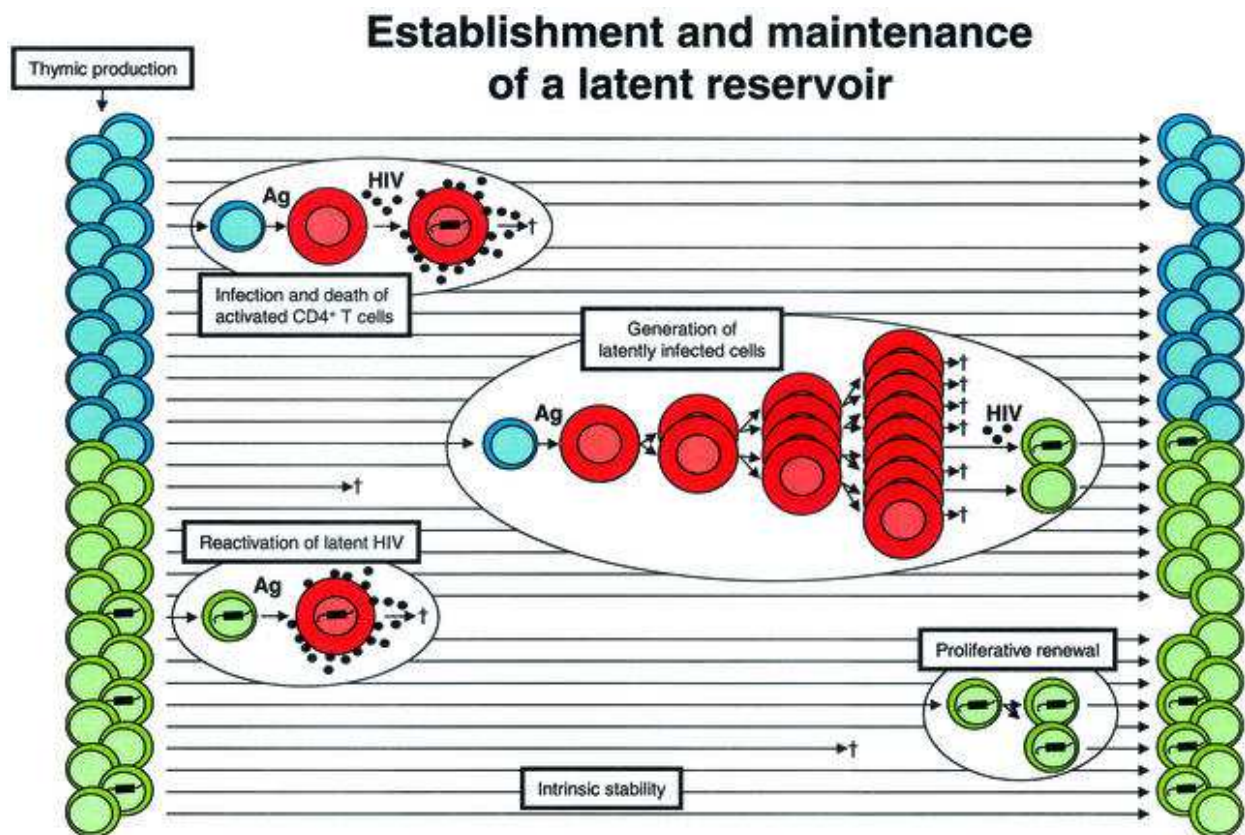 Establishment and maintenance
of a latent reservoir
Thymic production
Ag
HIV
†
Infection and death of
activated CD4⁺ T cells
Generation of
latently infected cells
†
†
†
†
Ag
HIV
†
†
†
Reactivation of latent HIV
Ag
†
Proliferative renewal
†
Intrinsic stability